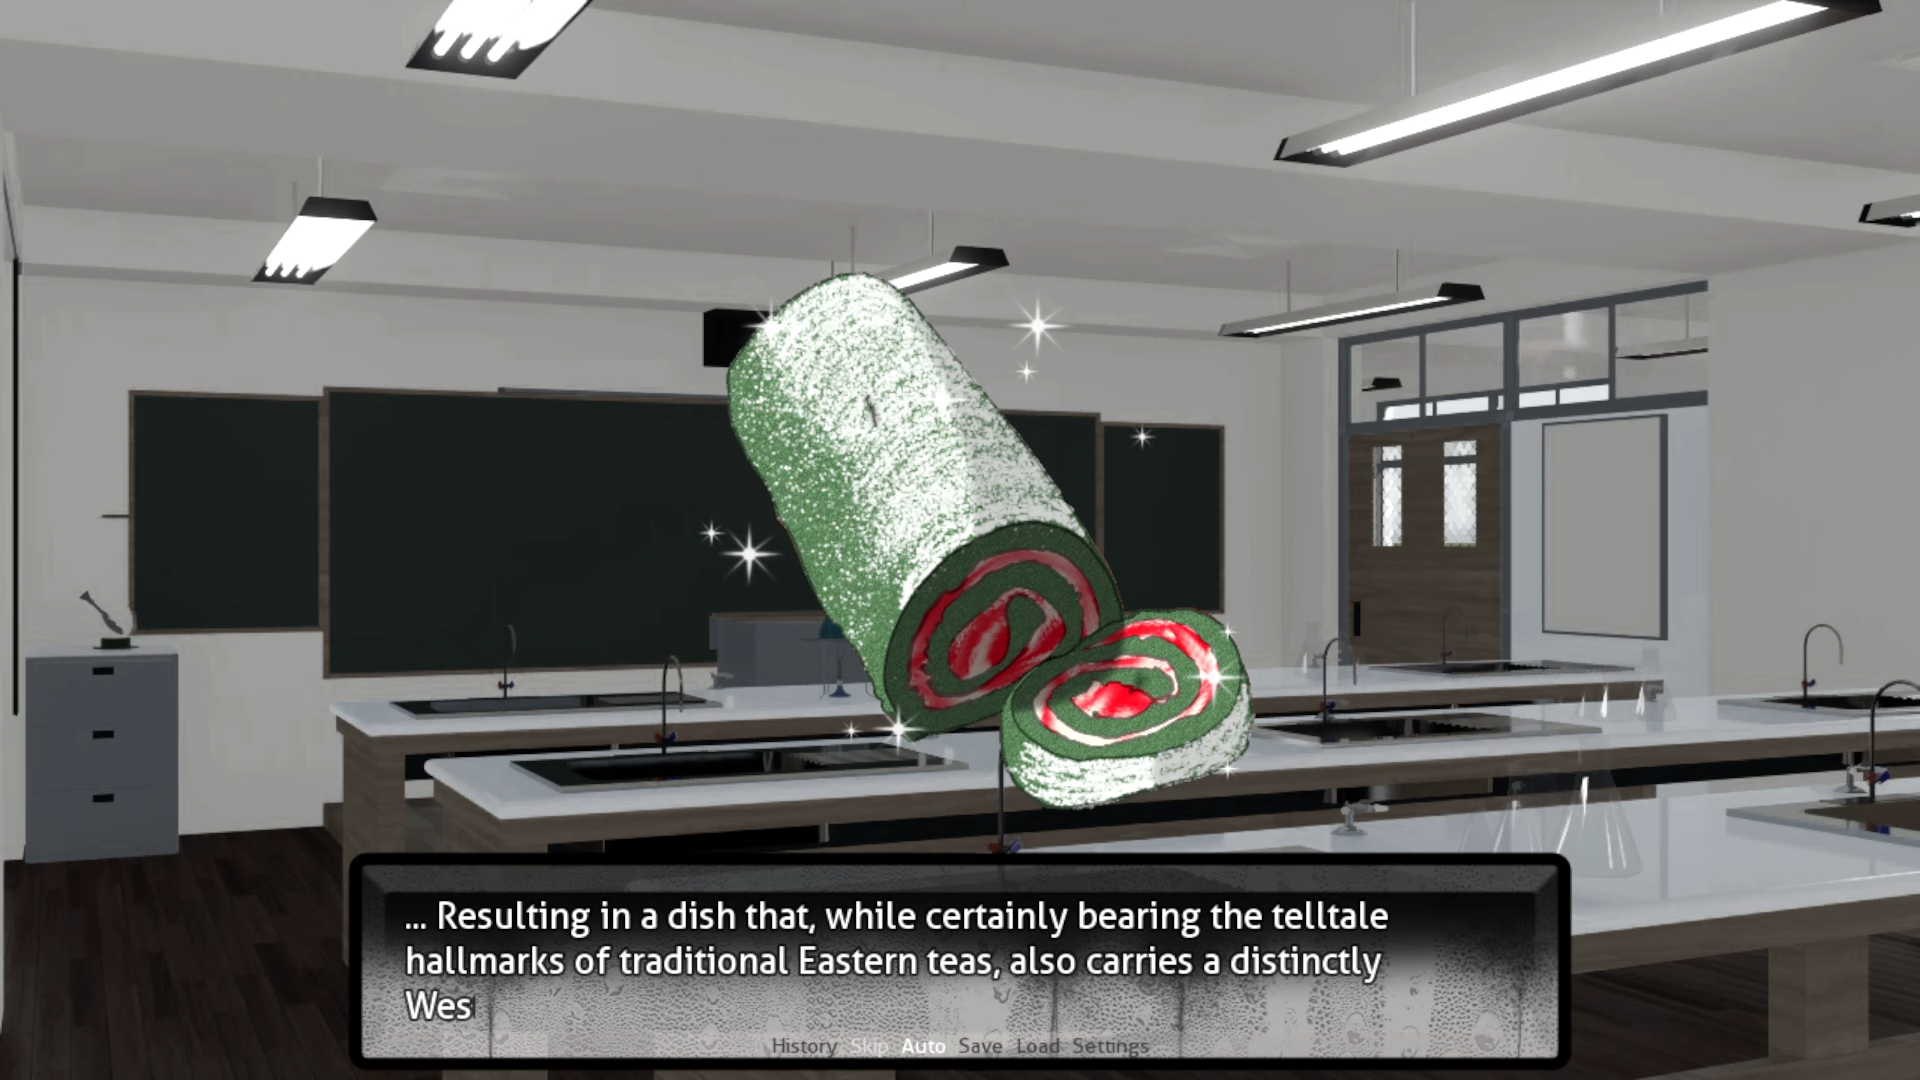 ... Resulting in a dish that, while certainly bearing the telltale
hallmarks of traditional Eastern teas, also carries a distinctly
Wes
History Skip Auto Save Load Settings